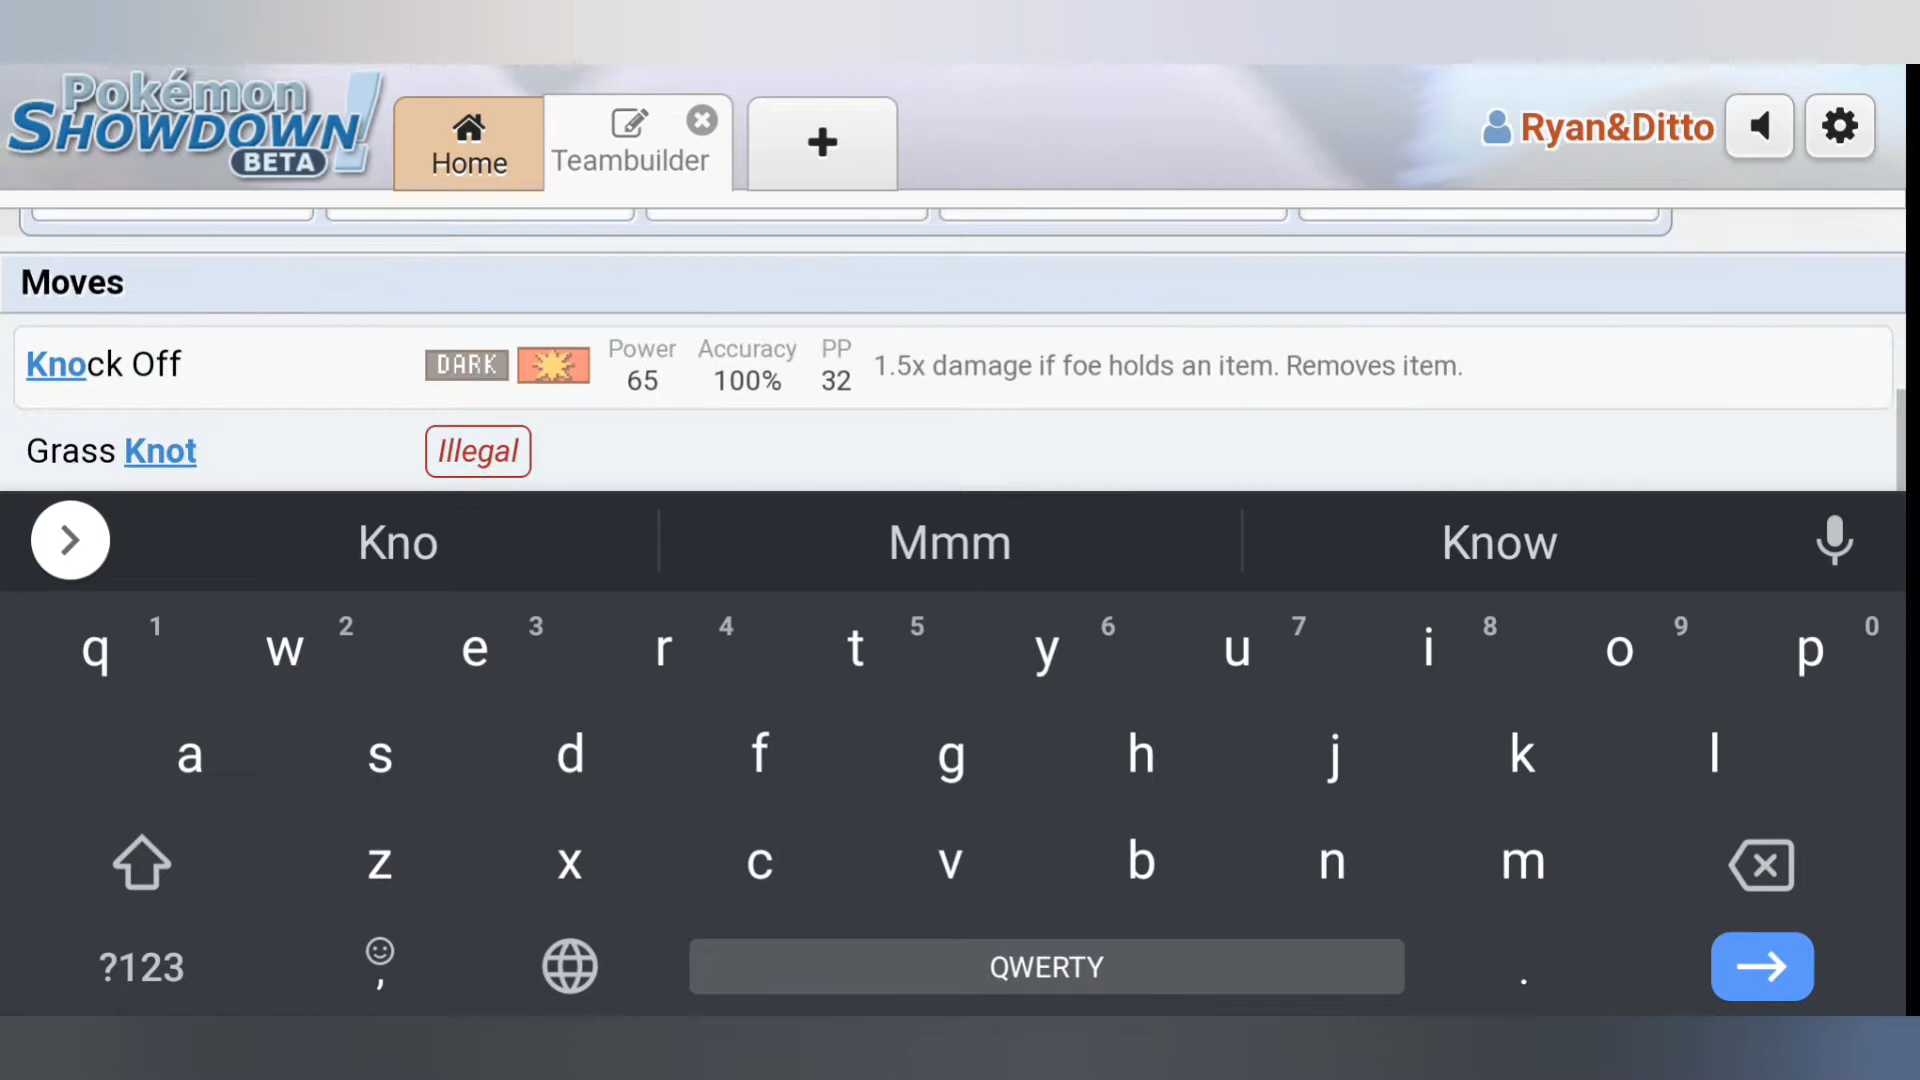 Pokémon
SHOWDOWN!
BETA
Home
Teambuilder
Ryan&Ditto
Moves
Knock Off DARK Power 65 Accuracy 100% PP 32 1.5x damage if foe holds an item. Removes item.
Grass Knot Illegal
Kno Mmm Know
q 1 w 2 e 3 r 4 t 5 y 6 u 7 i 8 o 9 p 0
a s d f g h j k l
z x c v b n m
?123 , QWERTY .